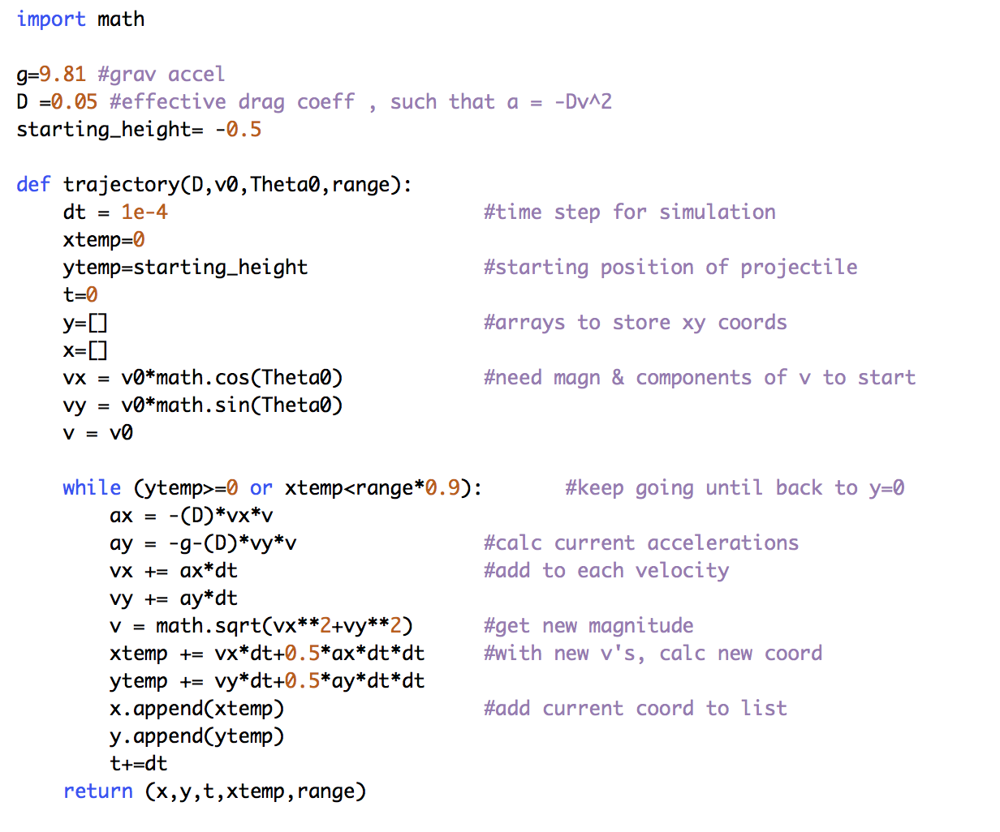 import math
g=9.81 #grav accel
D =0.05 #effective drag coeff , such that a = -Dv^2
starting_height= -0.5
def trajectory(D,v0,Theta0,range):
    dt = 1e-4                           #time step for simulation
    xtemp=0
    ytemp=starting_height               #starting position of projectile
    t=0
    y=[]                                #arrays to store xy coords
    x=[]
    vx = v0*math.cos(Theta0)            #need magn & components of v to start
    vy = v0*math.sin(Theta0)
    v = v0
    while (ytemp>=0 or xtemp<range*0.9):       #keep going until back to y=0
        ax = -(D)*vx*v
        ay = -g-(D)*vy*v                #calc current accelerations
        vx += ax*dt                     #add to each velocity
        vy += ay*dt
        v = math.sqrt(vx**2+vy**2)      #get new magnitude
        xtemp += vx*dt+0.5*ax*dt*dt     #with new v's, calc new coord
        ytemp += vy*dt+0.5*ay*dt*dt
        x.append(xtemp)                 #add current coord to list
        y.append(ytemp)
        t+=dt
    return (x,y,t,xtemp,range)